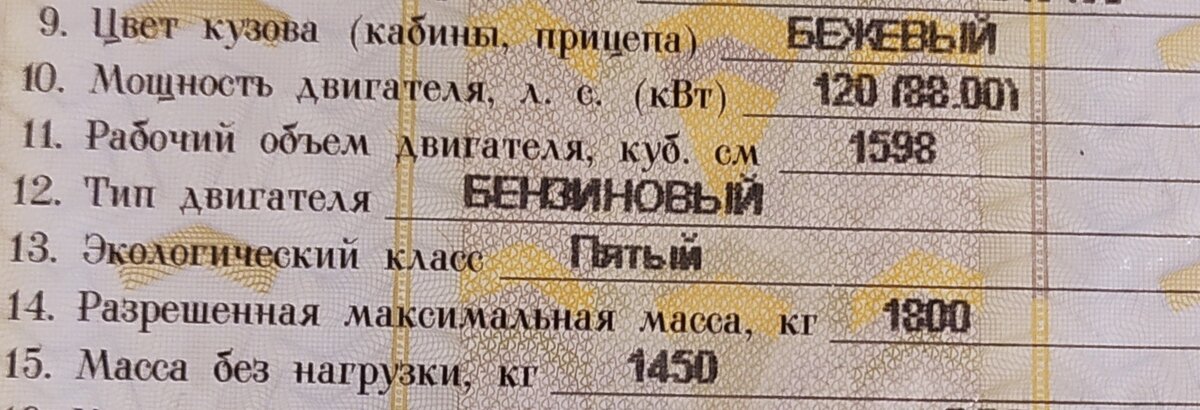 9. Цвет кузова (кабины, прицепа) БЕЖЕВЫЙ
10. Мощность двигателя, л. с. (кВт) 120 (88.00)
11. Рабочий объем двигателя, куб. см 1598
12. Тип двигателя БЕНЗИНОВЫЙ
13. Экологический класс Пятый
14. Разрешенная максимальная масса, кг 1800
15. Масса без нагрузки, кг 1450